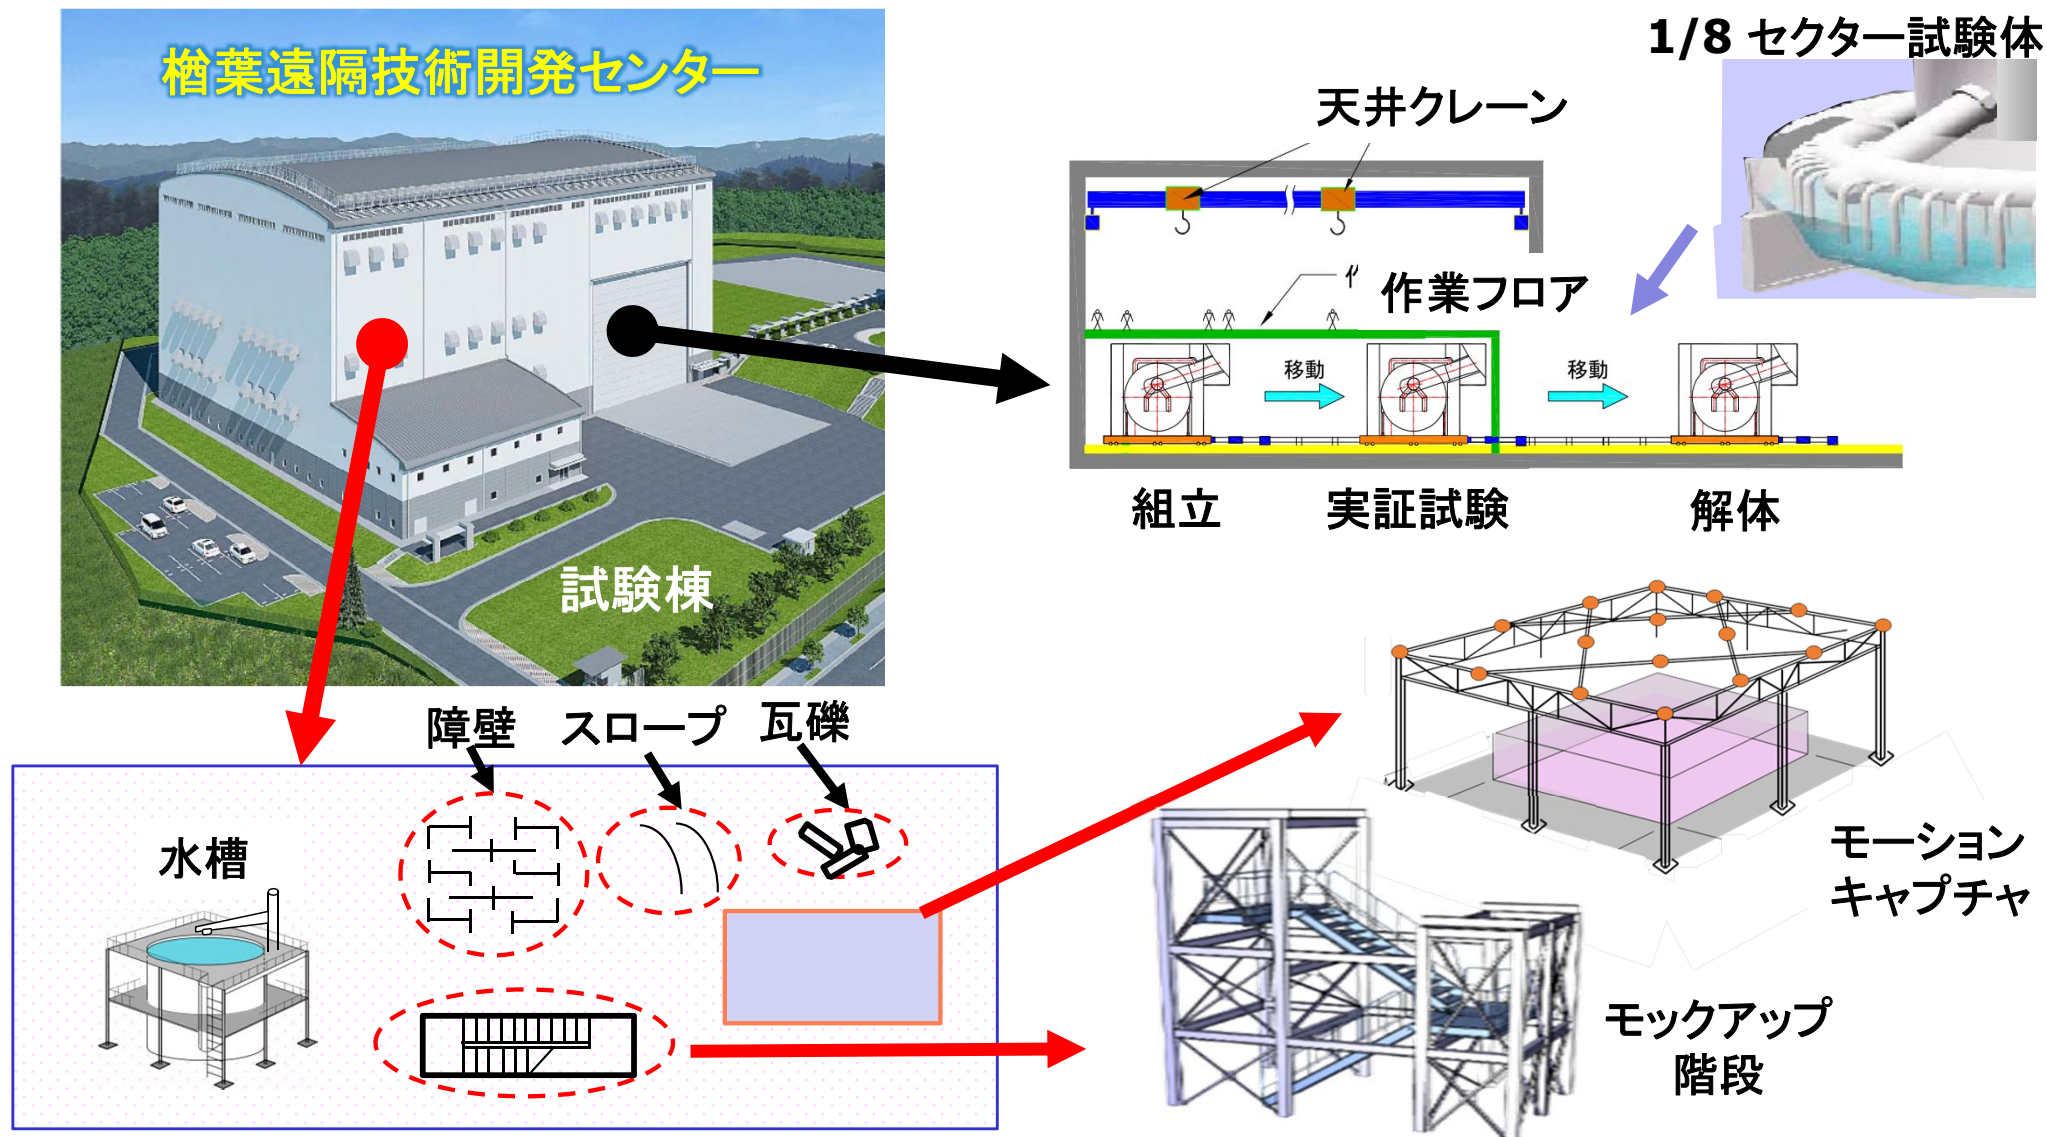 楢葉遠隔技術開発センター
試験棟
1/8 セクター試験体
天井クレーン
作業フロア
移動
移動
組立
実証試験
解体
障壁
スロープ
瓦礫
水槽
モーション
キャプチャ
モックアップ
階段